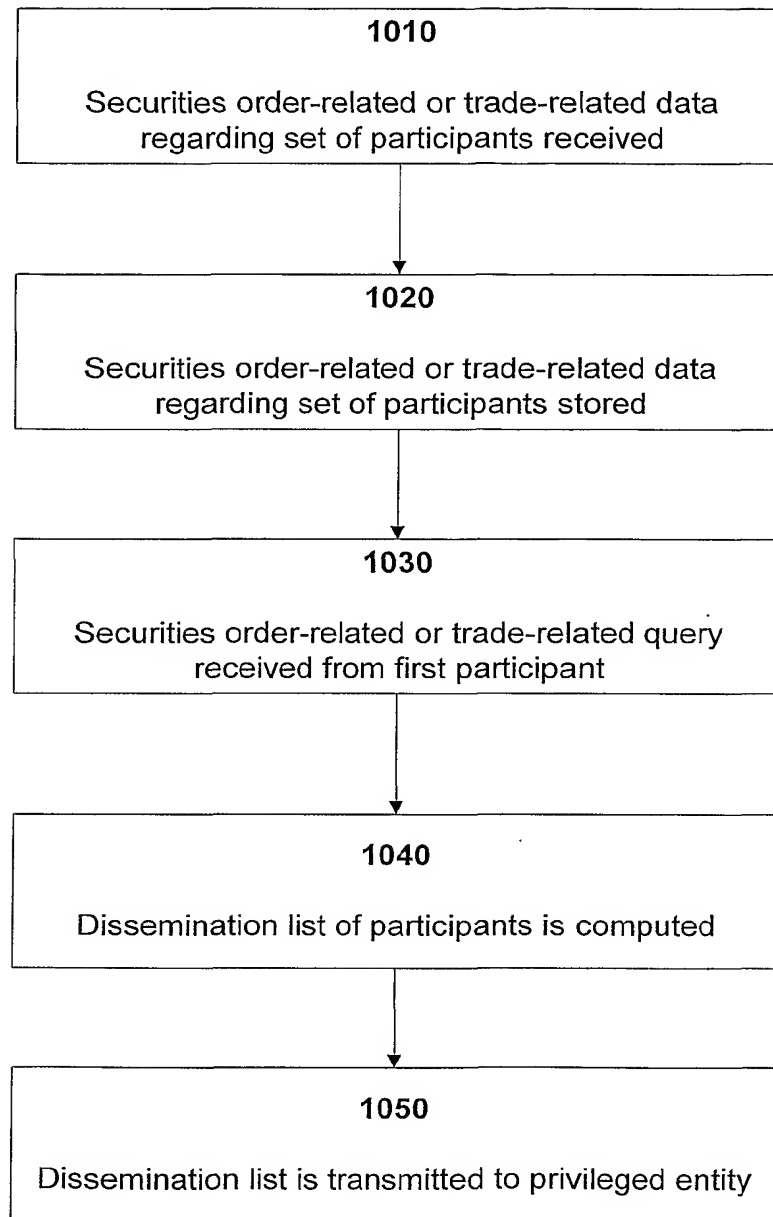 1010
Securities order-related or trade-related data
regarding set of participants received
1020
Securities order-related or trade-related data
regarding set of participants stored
1030
Securities order-related or trade-related query
received from first participant
1040
Dissemination list of participants is computed
1050
Dissemination list is transmitted to privileged entity